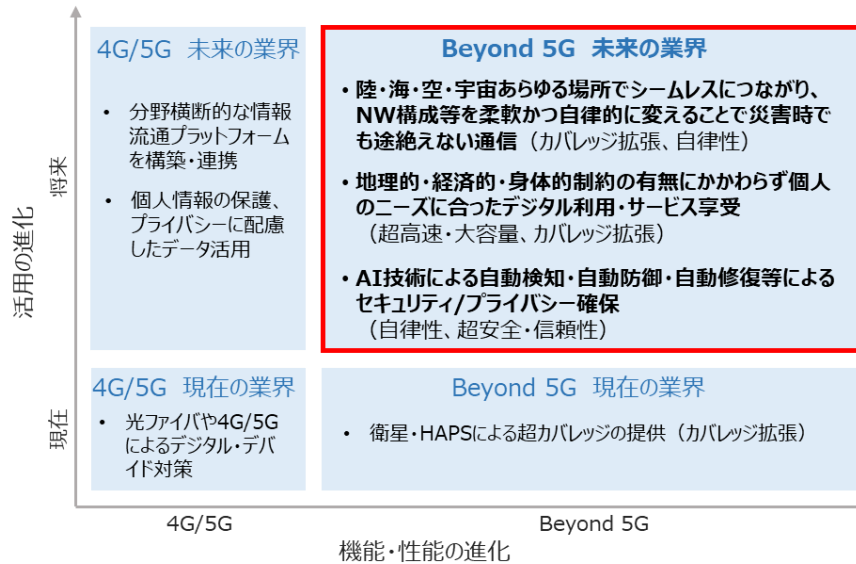 4G/5G 未来の業界
• 分野横断的な情報
流通プラットフォーム
を構築・連携
• 個人情報の保護、
プライバシーに配慮
したデータ活用
Beyond 5G 未来の業界
• 陸・海・空・宇宙あらゆる場所でシームレスにつながり、
NW構成等を柔軟かつ自律的に変えることで災害時で
も途絶えない通信（カバレッジ拡張、自律性）
• 地理的・経済的・身体的制約の有無にかかわらず個人
のニーズに合ったデジタル利用・サービス享受
（超高速・大容量、カバレッジ拡張）
• AI技術による自動検知・自動防御・自動修復等による
セキュリティ/プライバシー確保
（自律性、超安全・信頼性）
4G/5G 現在の業界
• 光ファイバや4G/5G
によるデジタル・デバ
イド対策
Beyond 5G 現在の業界
• 衛星・HAPSによる超カバレッジの提供（カバレッジ拡張）
活用の進化
将来
現在
4G/5G
Beyond 5G
機能・性能の進化